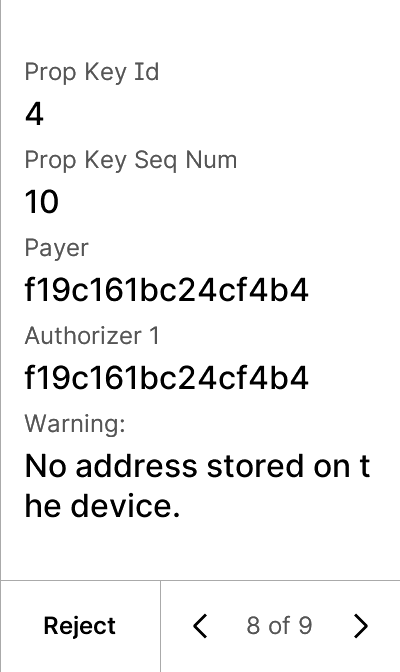 Prop Key Id
4
Prop Key Seq Num
10
Payer
f19c161bc24cf4b4
Authorizer 1
f19c161bc24cf4b4
Warning:
No address stored on t
he device.
Reject
8 of 9